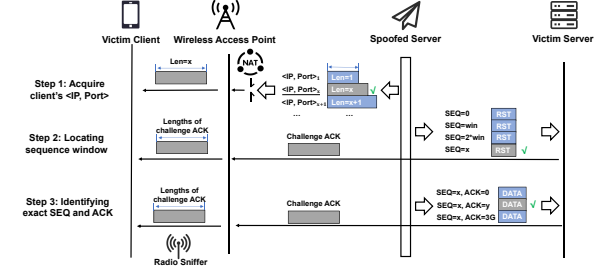 Victim Client
Wireless Access Point
Spoofed Server
Victim Server
NAT
Step 1: Acquire
client's <IP, Port>
Len=x
<IP, Port>1
Len=1
<IP, Port>x
Len=x
√
<IP, Port>x+1
Len=x+1
...
...
Step 2: Locating
sequence window
Lengths of
challenge ACK
Challenge ACK
SEQ=0
RST
SEQ=win
RST
SEQ=2*win
RST
SEQ=x
RST
√
Step 3: Identifying
exact SEQ and ACK
Lengths of
challenge ACK
Challenge ACK
SEQ=x, ACK=0
DATA
SEQ=x, ACK=y
DATA
√
SEQ=x, ACK=3G
DATA
Radio Sniffer